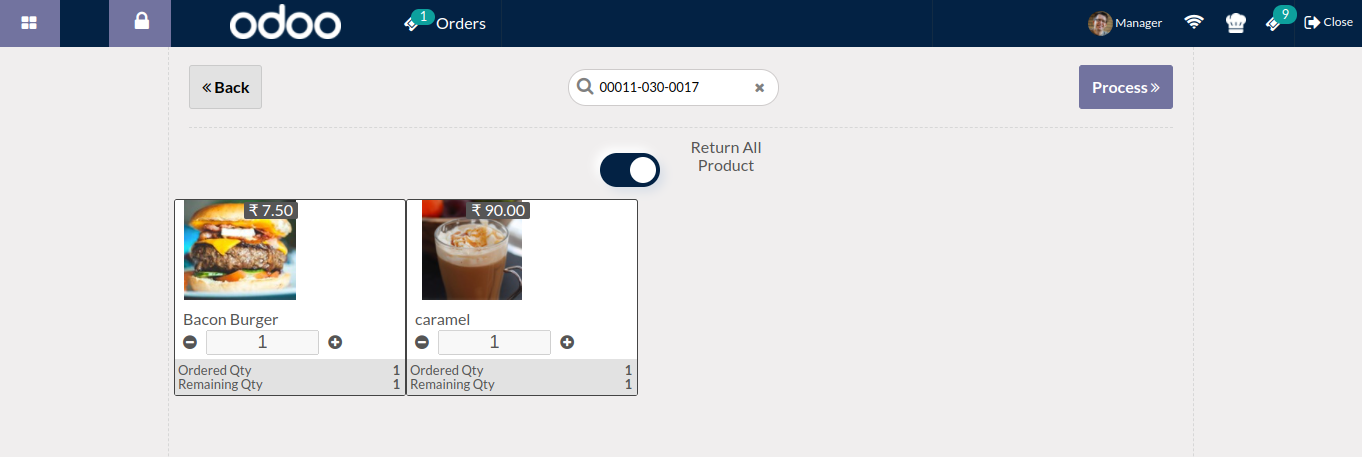 odoo
1
Orders
Manager
9
Close
« Back
00011-030-0017
Process »
Return All
Product
₹ 7.50
₹ 90.00
Bacon Burger
caramel
1
1
Ordered Qty 1
Remaining Qty 1
Ordered Qty 1
Remaining Qty 1